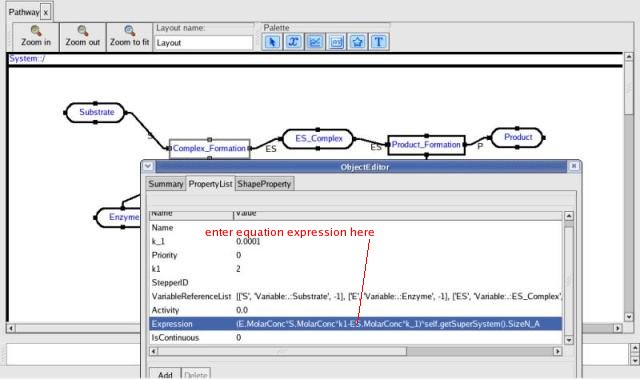 Pathway x
Zoom in
Zoom out
Zoom to fit
Layout name:
Layout
Palette
System::/
Substrate
S
Complex_Formation
ES
ES_Complex
ES
Product_Formation
P
Product
Enzyme
ObjectEditor
Summary PropertyList ShapeProperty
Name Value
Name
enter equation expression here
k_1 0.0001
Priority 0
k1 2
StepperID
VariableReferenceList [['S', 'Variable:.:Substrate', -1], ['E', 'Variable:.:Enzyme', -1], ['ES', 'Variable:.:ES_Complex',
Activity 0.0
Expression (E.MolarConc*S.MolarConc*k1-ES.MolarConc*k_1)*self.getSuperSystem().SizeN_A
IsContinuous 0
Add Delete